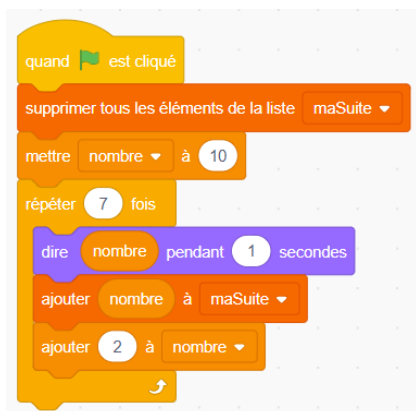 quand est cliqué
supprimer tous les éléments de la liste maSuite
mettre nombre à 10
répéter 7 fois
dire nombre pendant 1 secondes
ajouter nombre à maSuite
ajouter 2 à nombre